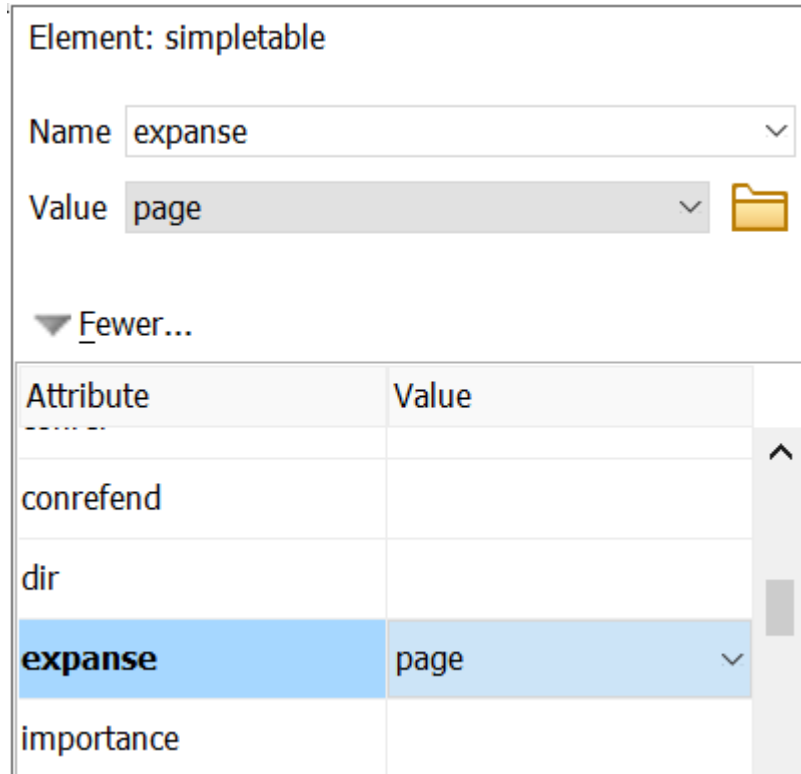 Element: simpletable
Name expanse
Value page
Fewer...
Attribute Value
conrefend
dir
expanse page
importance